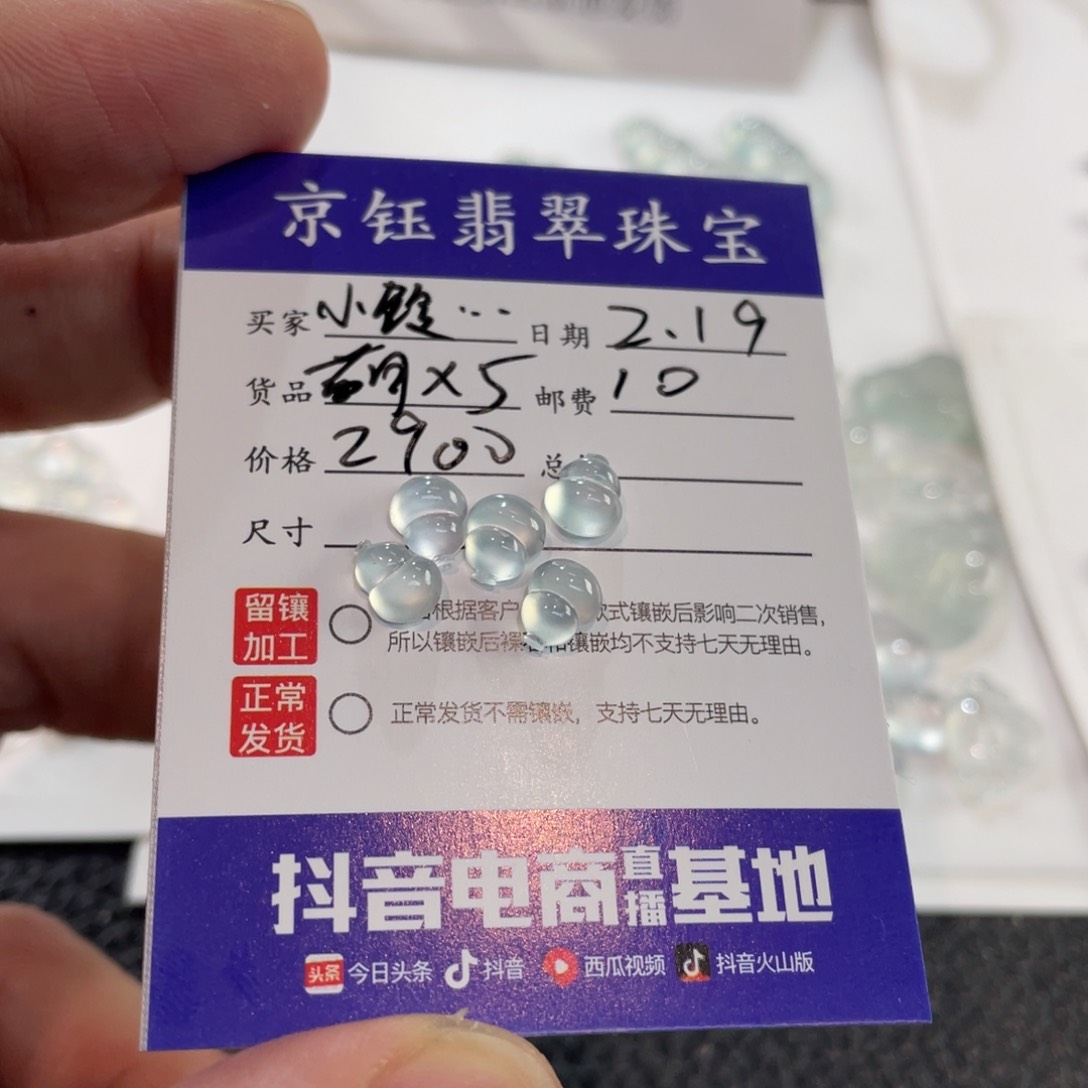 京钰翡翠珠宝
买家 小 … 日期 2.19
货品 葫×5 邮费 10
价格 2900 总
尺寸
留镶加工 根据客户 款式镶嵌后影响二次销售,
所以镶嵌后裸 和镶嵌均不支持七天无理由。
正常发货 正常发货不需镶嵌，支持七天无理由。
抖音电商直播基地
头条 今日头条 抖音 西瓜视频 抖音火山版